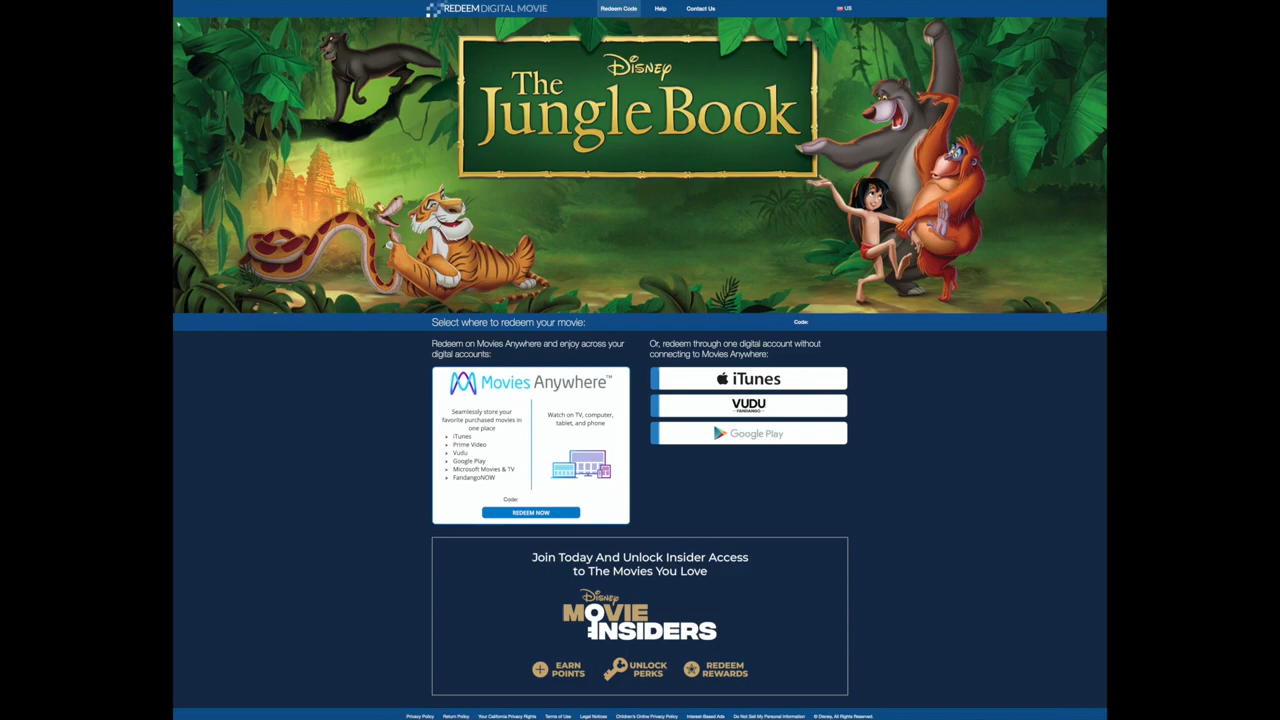 REDEEM DIGITAL MOVIE
Redeem Code
Help
Contact Us
US
Disney
The
Jungle Book
Select where to redeem your movie:
Code:
Redeem on Movies Anywhere and enjoy across your
digital accounts:
Movies Anywhere™
Seamlessly store your
favorite purchased movies in
one place
iTunes
Prime Video
Vudu
Google Play
Microsoft Movies & TV
FandangoNOW
Watch on TV, computer,
tablet, and phone
Code:
REDEEM NOW
Or, redeem through one digital account without
connecting to Movies Anywhere:
iTunes
VUDU
FANDANGO
Google Play
Join Today And Unlock Insider Access
to The Movies You Love
Disney
MOVIE
INSIDERS
EARN
POINTS
UNLOCK
PERKS
REDEEM
REWARDS
Privacy Policy
Return Policy
Your California Privacy Rights
Terms of Use
Legal Notices
Children's Online Privacy Policy
Interest-Based Ads
Do Not Sell My Personal Information
© Disney, All Rights Reserved.